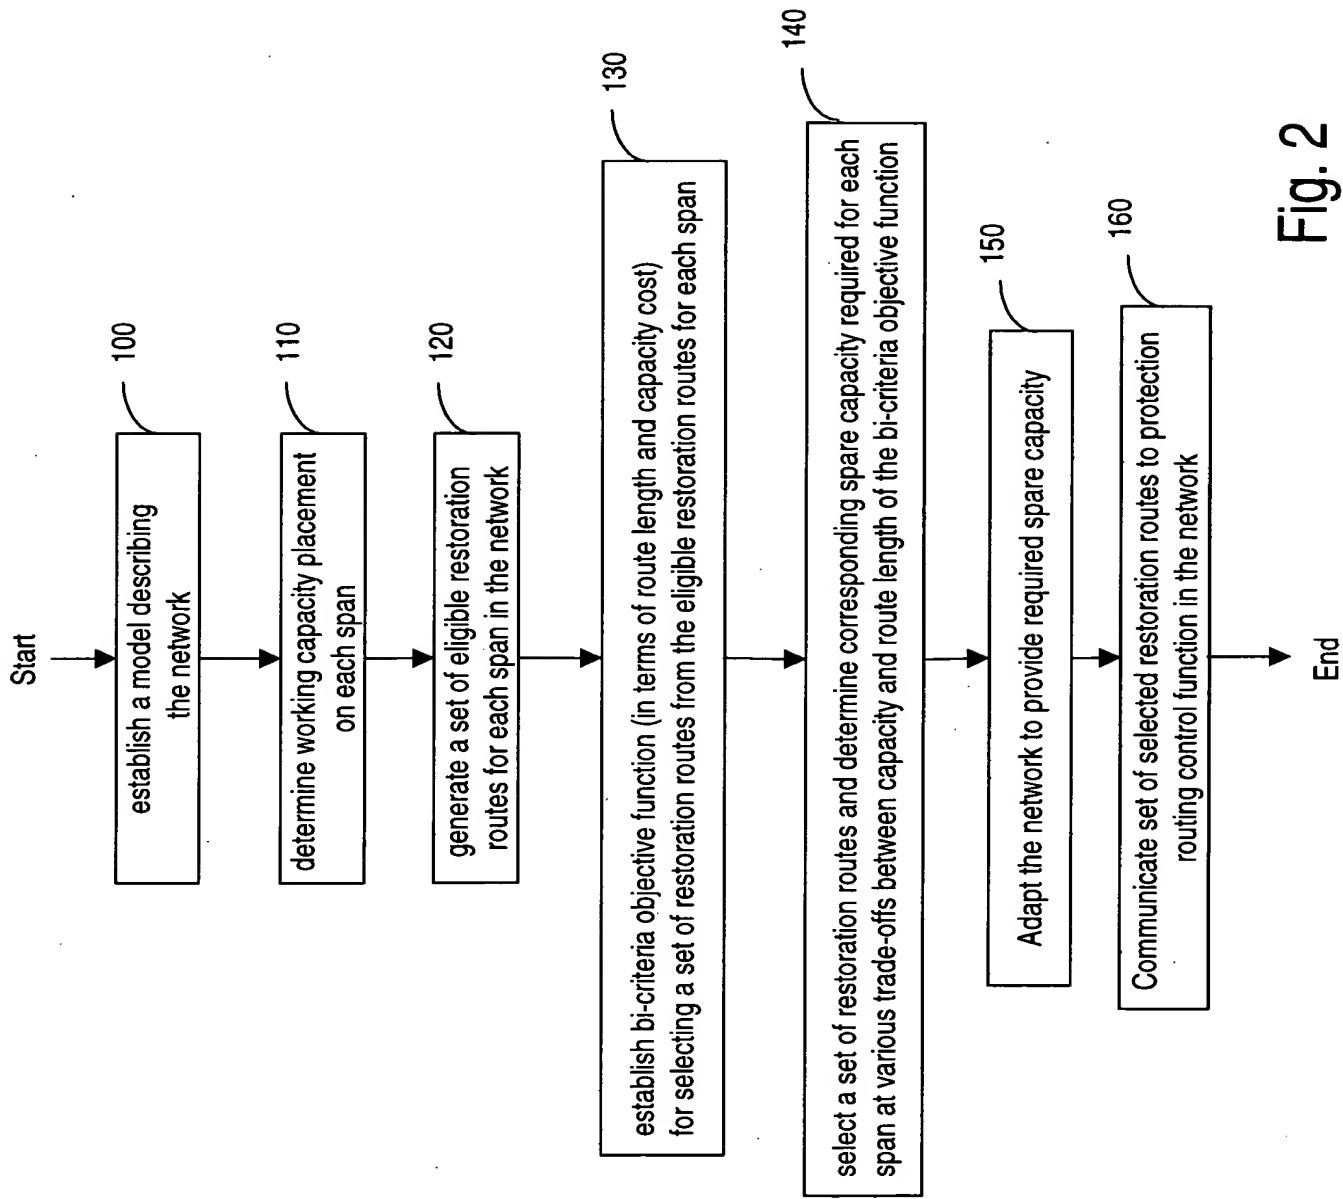 Start
100
establish a model describing
the network
110
determine working capacity placement
on each span
120
generate a set of eligible restoration
routes for each span in the network
130
establish bi-criteria objective function (in terms of route length and capacity cost)
for selecting a set of restoration routes from the eligible restoration routes for each span
140
select a set of restoration routes and determine corresponding spare capacity required for each
span at various trade-offs between capacity and route length of the bi-criteria objective function
150
Adapt the network to provide required spare capacity
160
Communicate set of selected restoration routes to protection
routing control function in the network
End
Fig. 2